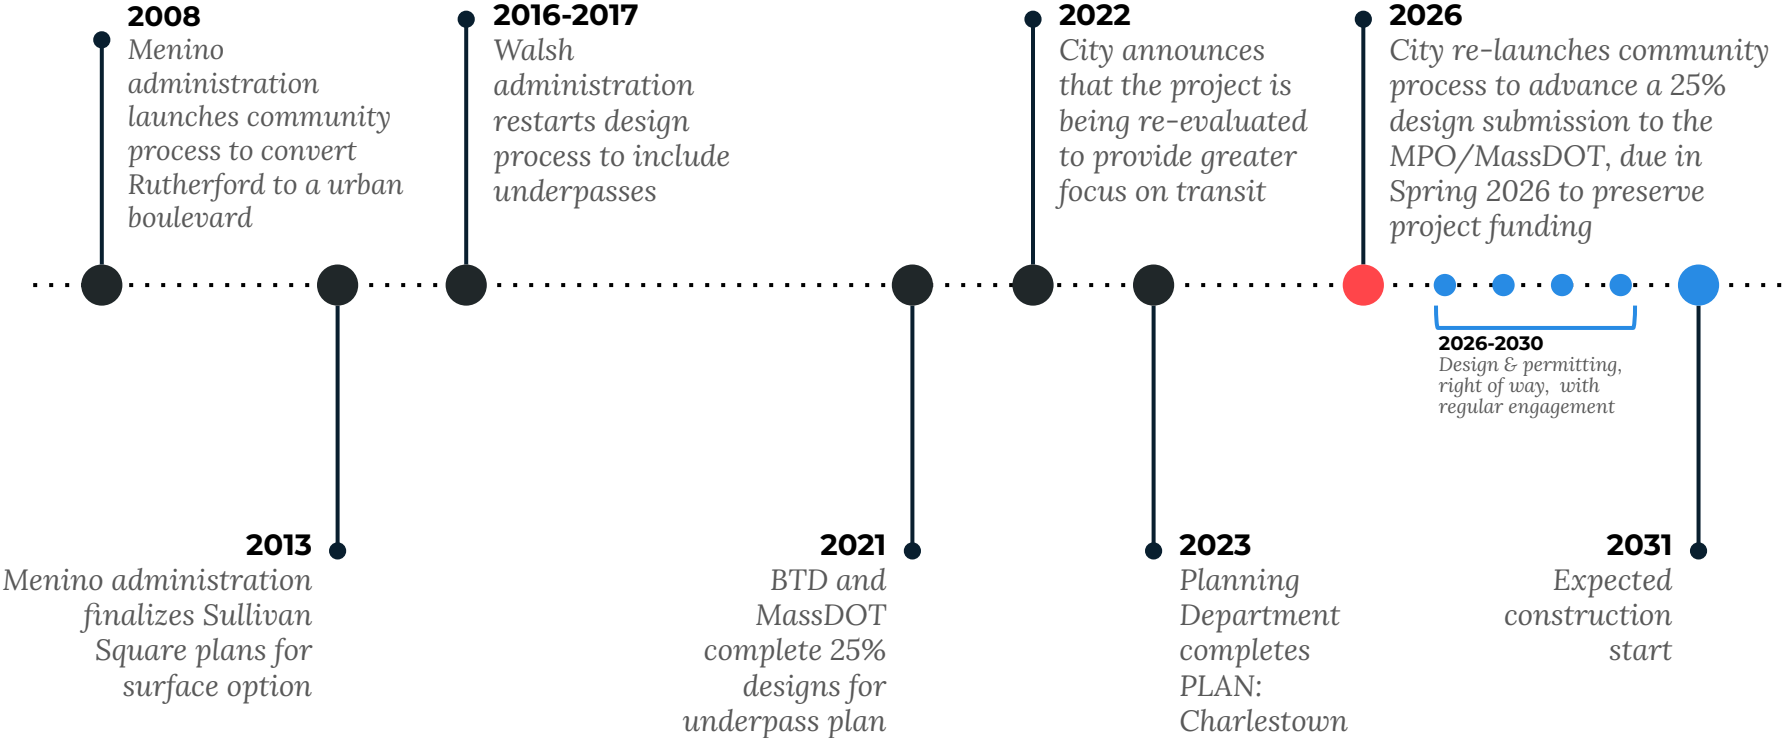 2008
Menino
administration
launches community
process to convert
Rutherford to a urban
boulevard
2016-2017
Walsh
administration
restarts design
process to include
underpasses
2022
City announces
that the project is
being re-evaluated
to provide greater
focus on transit
2026
City re-launches community
process to advance a 25%
design submission to the
MPO/MassDOT, due in
Spring 2026 to preserve
project funding
2026-2030
Design & permitting,
right of way,  with
regular engagement
2013
Menino administration
finalizes Sullivan
Square plans for
surface option
2021
BTD and
MassDOT
complete 25%
designs for
underpass plan
2023
Planning
Department
completes
PLAN:
Charlestown
2031
Expected
construction
start